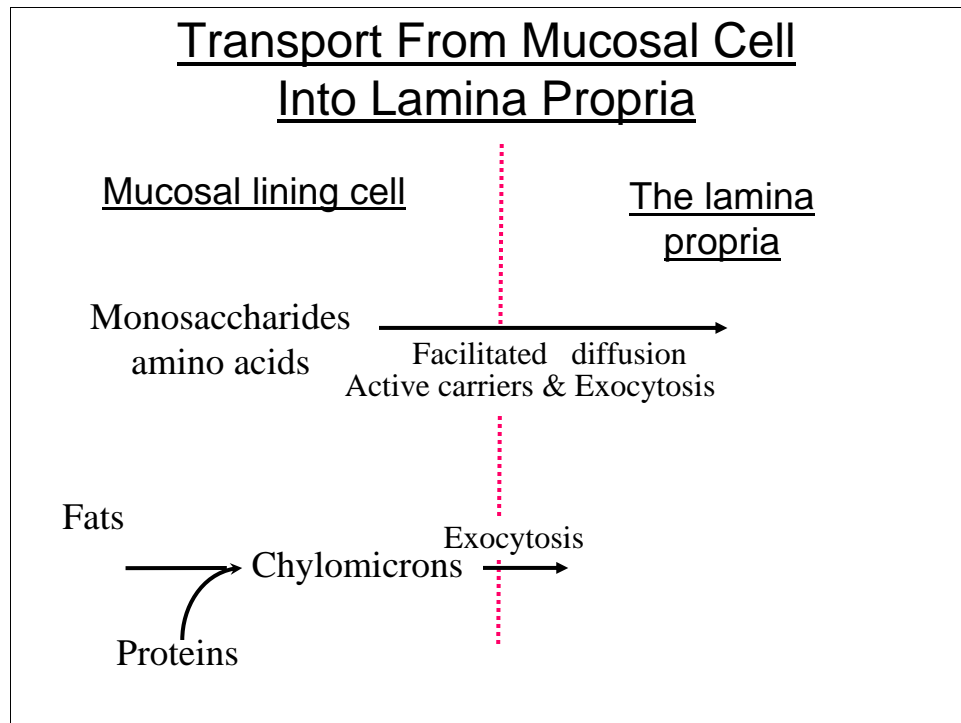 Transport From Mucosal Cell
Into Lamina Propria
Mucosal lining cell
The lamina
propria
Monosaccharides
amino acids
Facilitated diffusion
Active carriers & Exocytosis
Fats
Exocytosis
Chylomicrons
Proteins